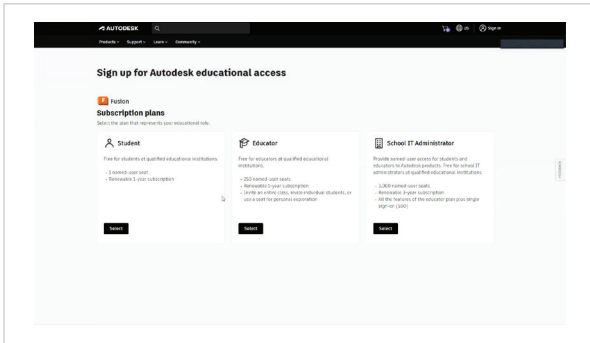 AUTODESK
US
Sign in
Products
Support
Learn
Community
Sign up for Autodesk educational access
Fusion
Subscription plans
Select the plan that represents your educational role.
Student
Free for students at qualified educational institutions
- 1 named-user seat
- Renewable 1-year subscription
Select
Educator
Free for educators at qualified educational
institutions.
- 250 named-user seats
- Renewable 1-year subscription
- Invite an entire class, invite individual students, or
use a seat for personal exploration
Select
School IT Administrator
Provide named-user access for students and
educators to Autodesk products. Free for school IT
administrators at qualified educational institutions
- 1,000 named-user seats
- Renewable 3-year subscription
- All the features of the educator plan plus single
sign-on (SSO)
Select